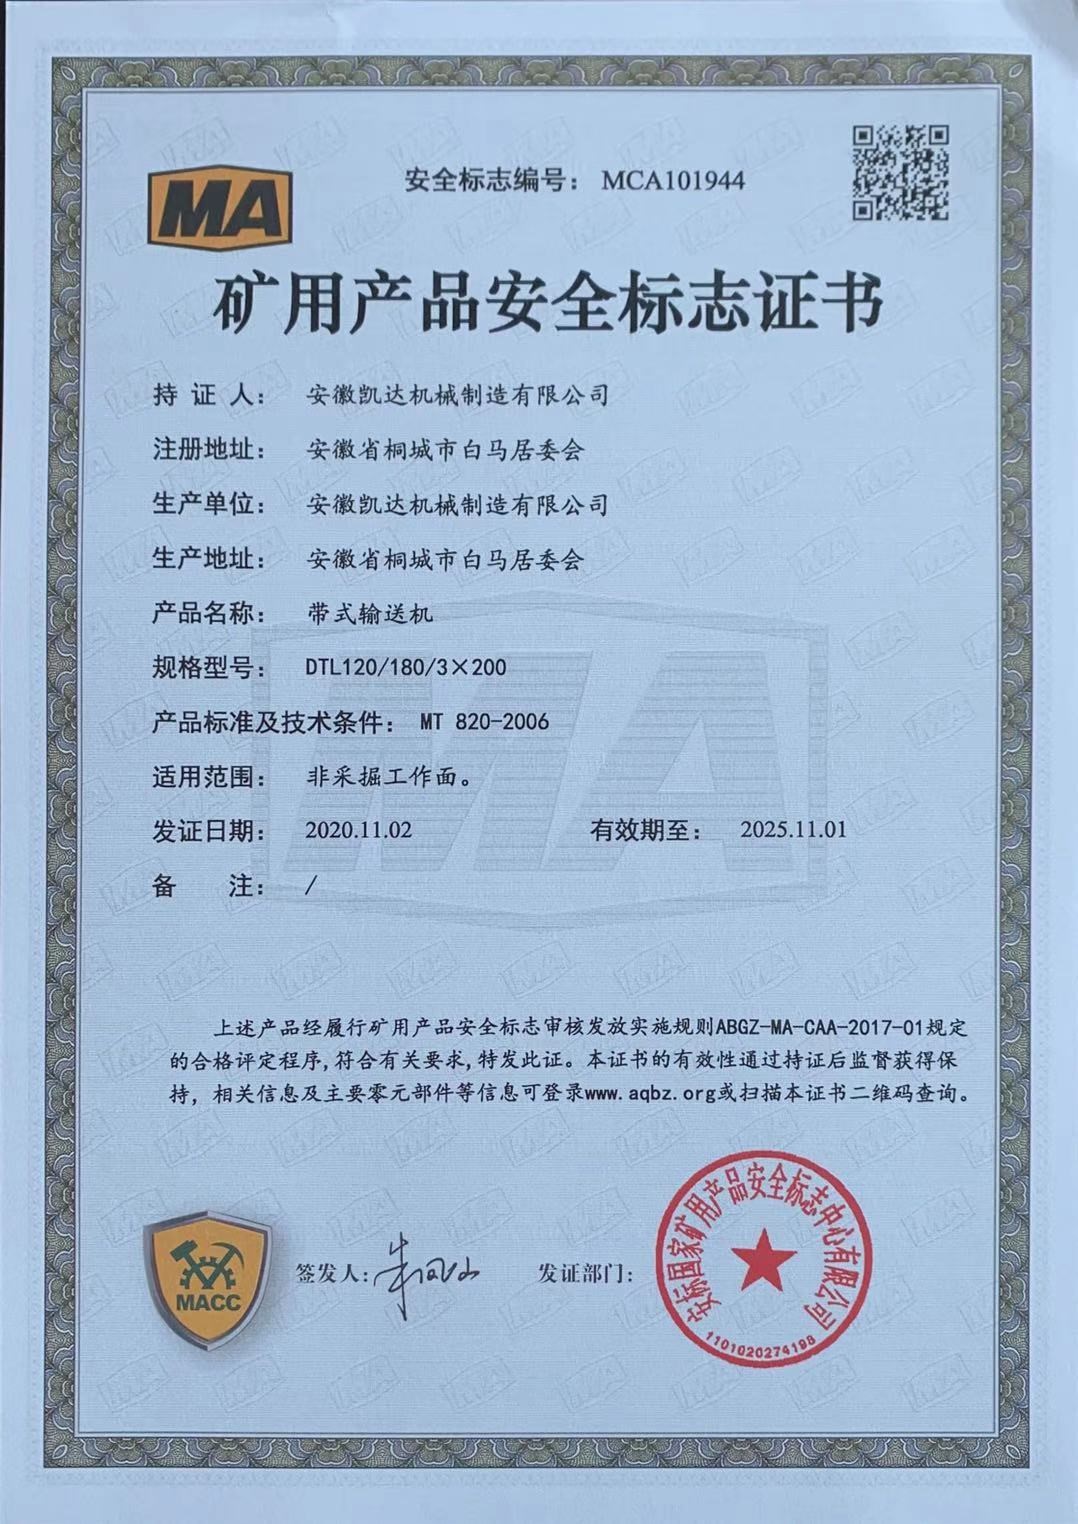 MA
安全标志编号： MCA101944
矿用产品安全标志证书
持 证 人： 安徽凯达机械制造有限公司
注册地址： 安徽省桐城市白马居委会
生产单位： 安徽凯达机械制造有限公司
生产地址： 安徽省桐城市白马居委会
产品名称： 带式输送机
规格型号： DTL120/180/3×200
产品标准及技术条件： MT 820-2006
适用范围： 非采掘工作面。
发证日期： 2020.11.02 有效期至： 2025.11.01
备 注： /
上述产品经履行矿用产品安全标志审核发放实施规则ABGZ-MA-CAA-2017-01规定
的合格评定程序,符合有关要求,特发此证。本证书的有效性通过持证后监督获得保
持，相关信息及主要零元部件等信息可登录www.aqbz.org或扫描本证书二维码查询。
MACC
签发人: 发证部门:
安标国家矿用产品安全标志中心有限公司
1101020274198